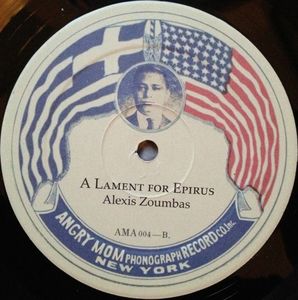 A LAMENT FOR EPIRUS
Alexis Zoumbas
AMA 004—B.
ANGRY MOM PHONOGRAPH RECORD CO. Inc.
NEW YORK